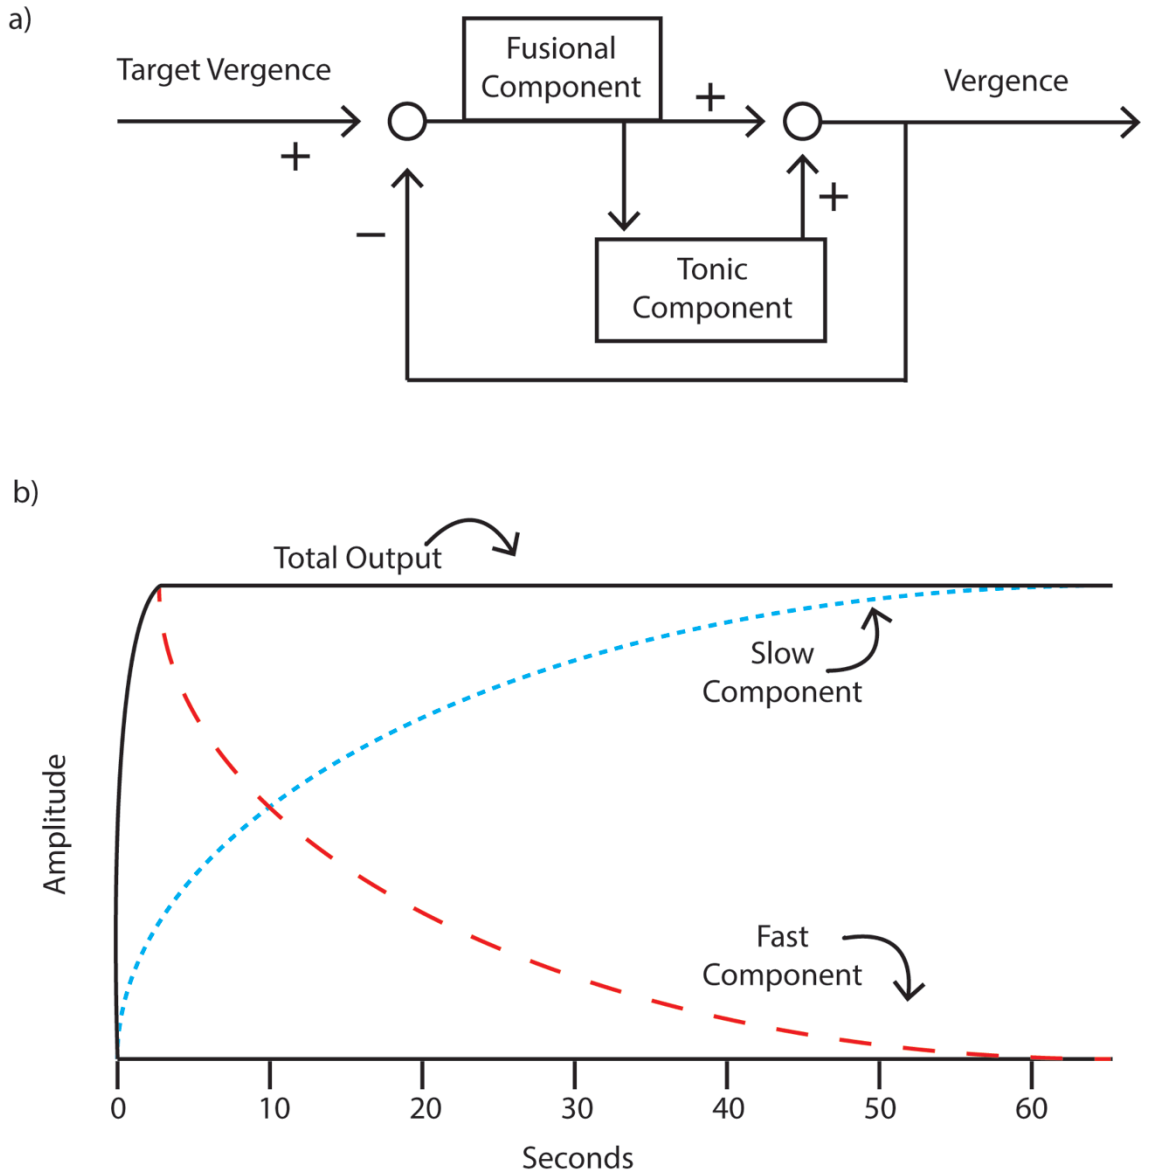 a)
Target Vergence
+
−
Fusional
Component
+
Vergence
+
Tonic
Component
b)
Total Output
Slow
Component
Amplitude
Fast
Component
0 10 20 30 40 50 60
Seconds